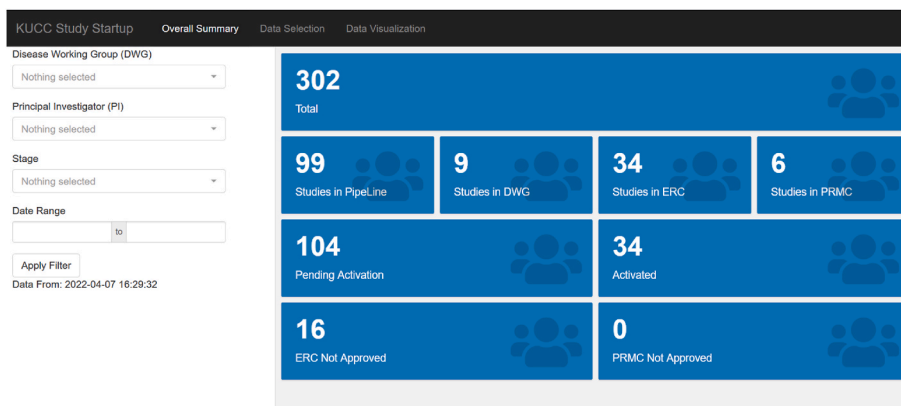 KUCC Study Startup Overall Summary Data Selection Data Visualization
Disease Working Group (DWG)
Nothing selected
Principal Investigator (PI)
Nothing selected
Stage
Nothing selected
Date Range
to
Apply Filter
Data From: 2022-04-07 16:29:32
302
Total
99
Studies in PipeLine
9
Studies in DWG
34
Studies in ERC
6
Studies in PRMC
104
Pending Activation
34
Activated
16
ERC Not Approved
0
PRMC Not Approved